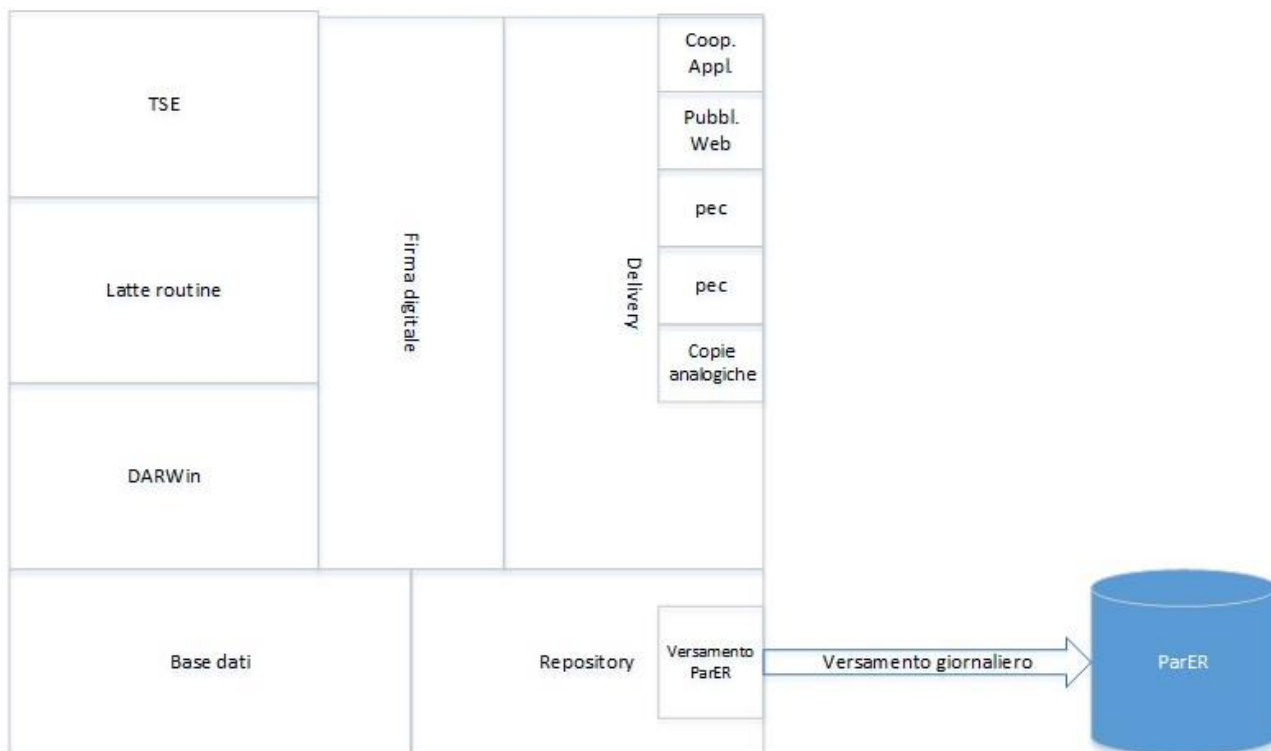 TSE
Latte routine
DARWin
Firma digitale
Delivery
Coop.
Appl.
Pubbl.
Web
pec
pec
Copie
analogiche
Base dati
Repository
Versamento
ParER
Versamento giornaliero
ParER